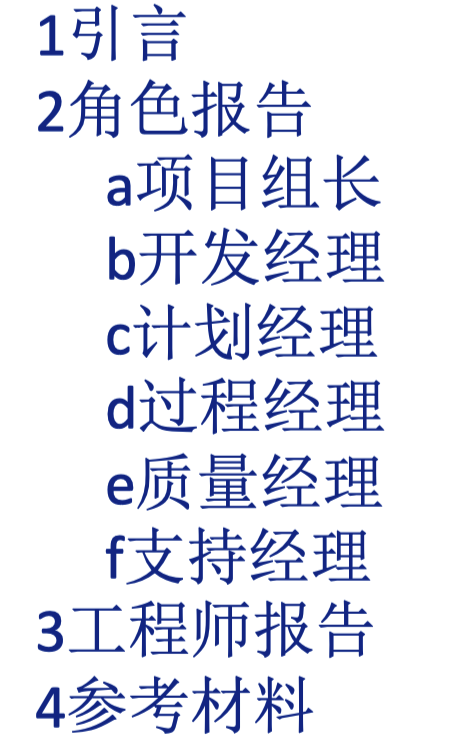 1引言
2角色报告
a项目组长
b开发经理
c计划经理
d过程经理
e质量经理
f支持经理
3工程师报告
4参考材料